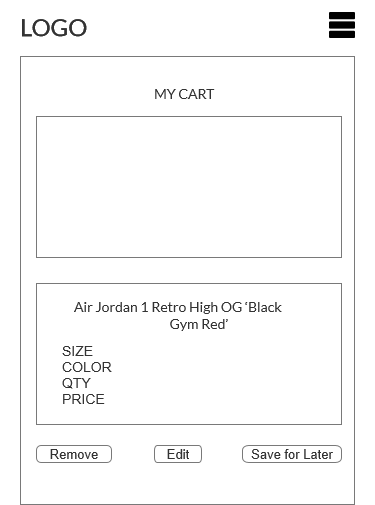 LOGO
MY CART
Air Jordan 1 Retro High OG ‘Black
Gym Red’
SIZE
COLOR
QTY
PRICE
Remove Edit Save for Later